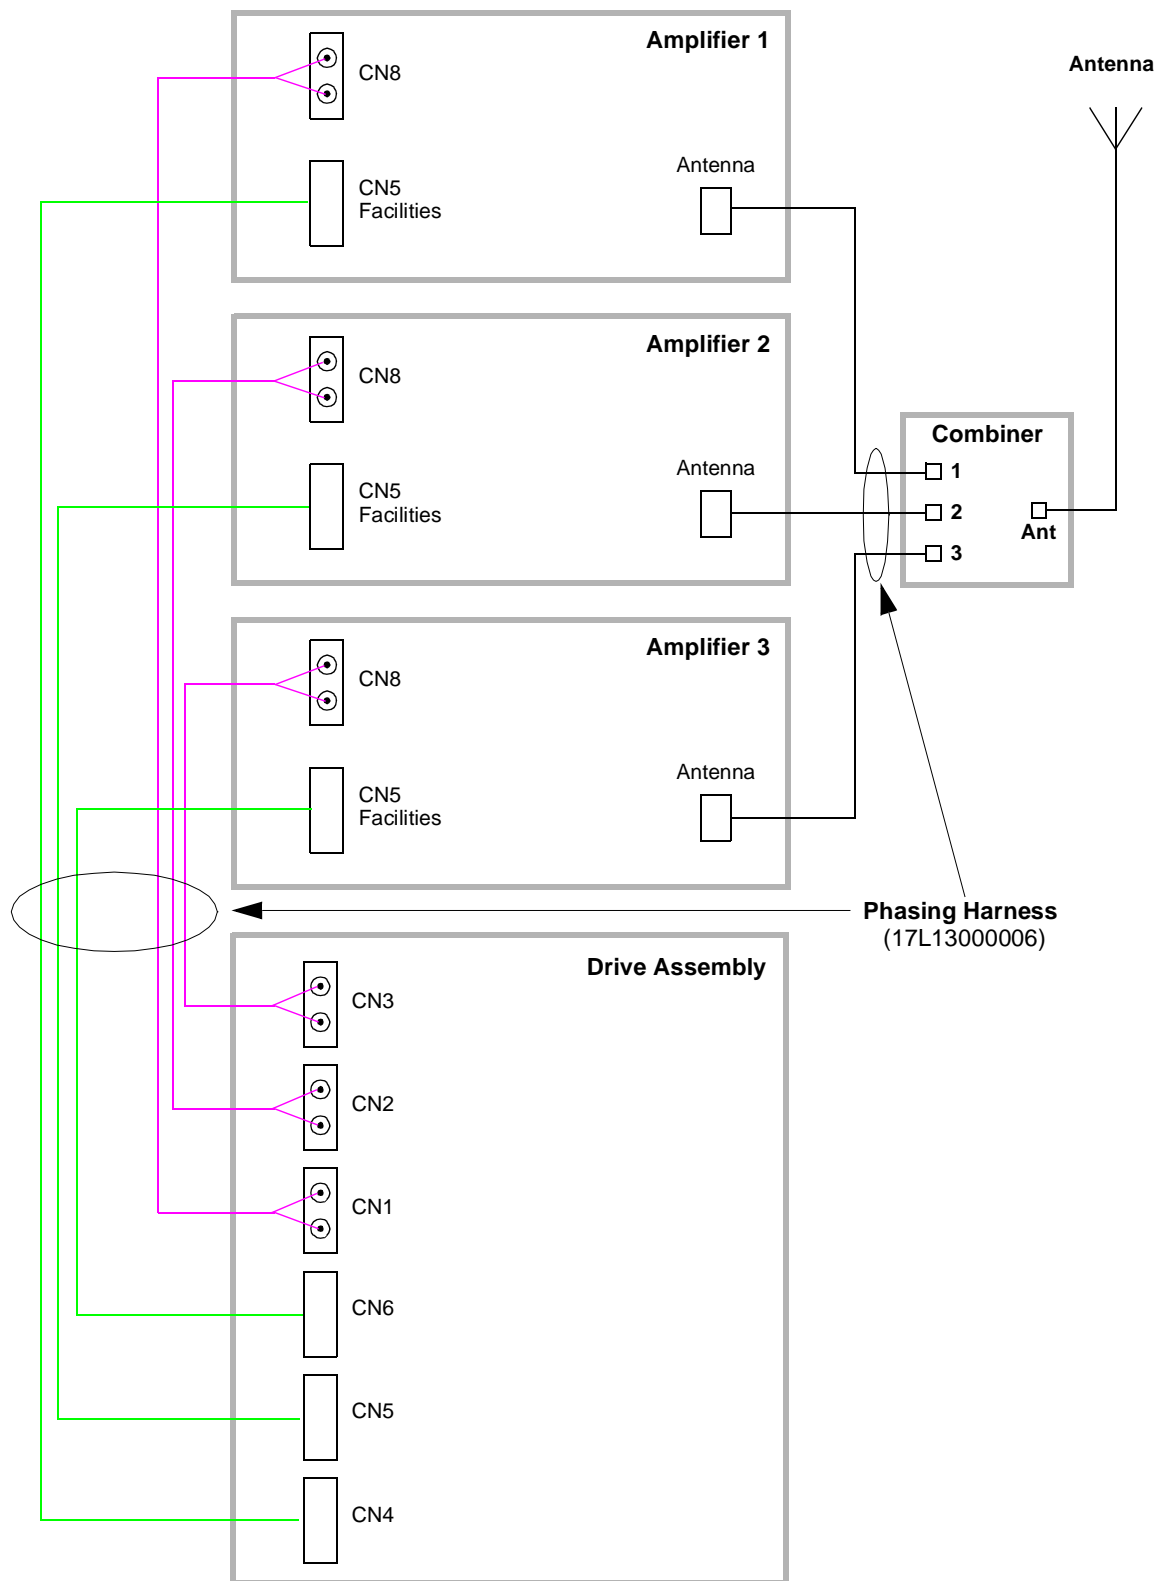 Amplifier 1
CN8
Antenna
CN5
Facilities
Antenna
Amplifier 2
CN8
CN5
Facilities
Antenna
Combiner
1
2
3
Ant
Amplifier 3
CN8
CN5
Facilities
Antenna
Phasing Harness
(17L13000006)
Drive Assembly
CN3
CN2
CN1
CN6
CN5
CN4